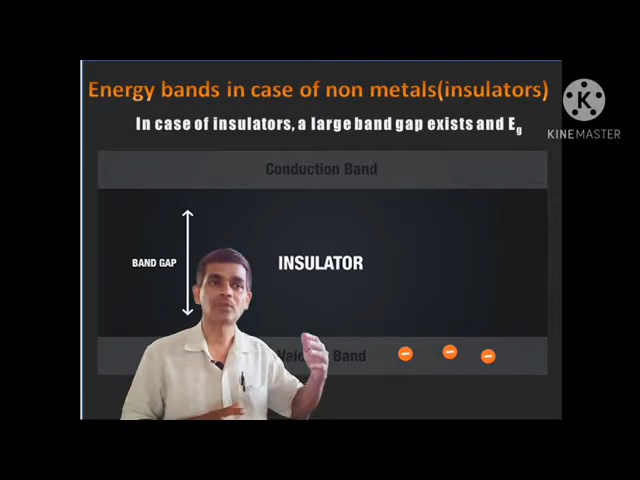 Energy bands in case of non metals(insulators)
In case of insulators, a large band gap exists and Eg
KINEMASTER
Conduction Band
BAND GAP
INSULATOR
Band